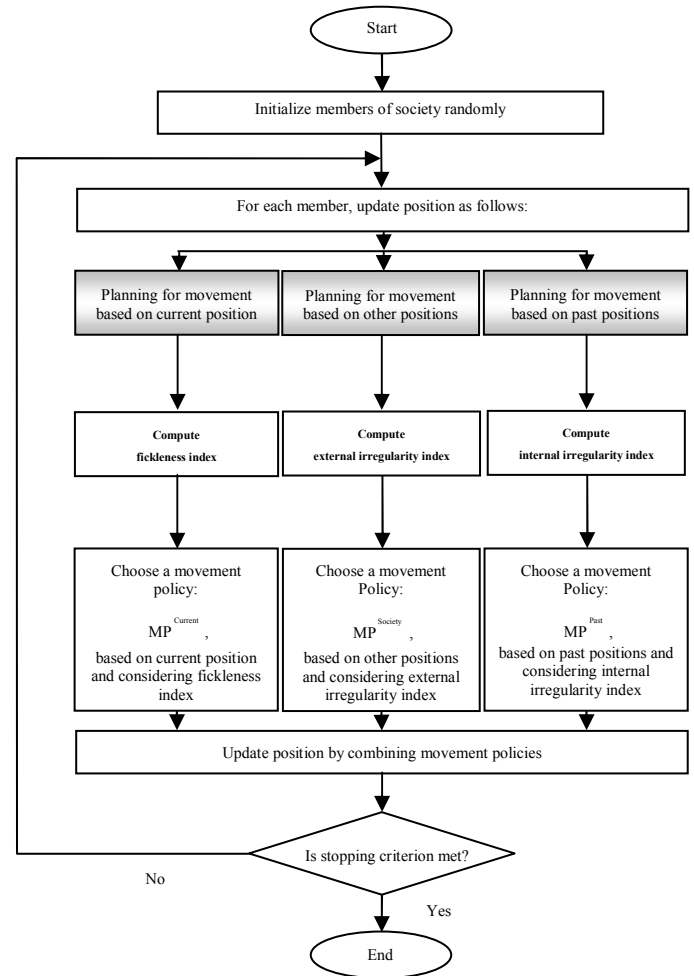 Start
Initialize members of society randomly
For each member, update position as follows:
Planning for movement
based on current position
Planning for movement
based on other positions
Planning for movement
based on past positions
Compute
fickleness index
Compute
external irregularity index
Compute
internal irregularity index
Choose a movement
policy:
MP^Current ,
based on current position
and considering fickleness
index
Choose a movement
Policy:
MP^Society ,
based on other positions
and considering external
irregularity index
Choose a movement
Policy:
MP^Past ,
based on past positions and
considering internal
irregularity index
Update position by combining movement policies
Is stopping criterion met?
No
Yes
End